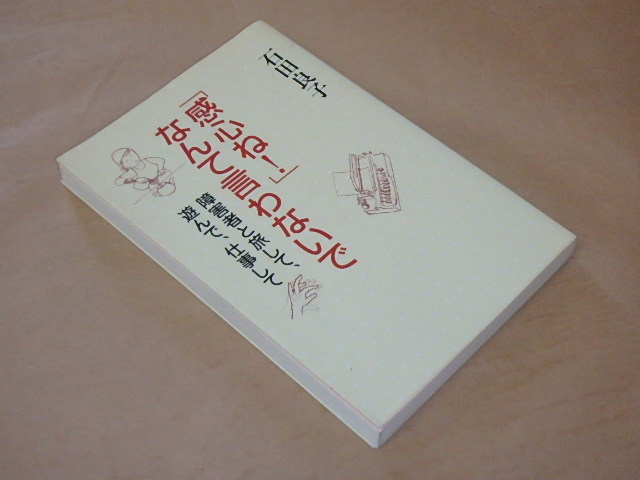 石田良子
「感心ね！」
なんて言わないで
障害者と旅して、
遊んで、仕事して